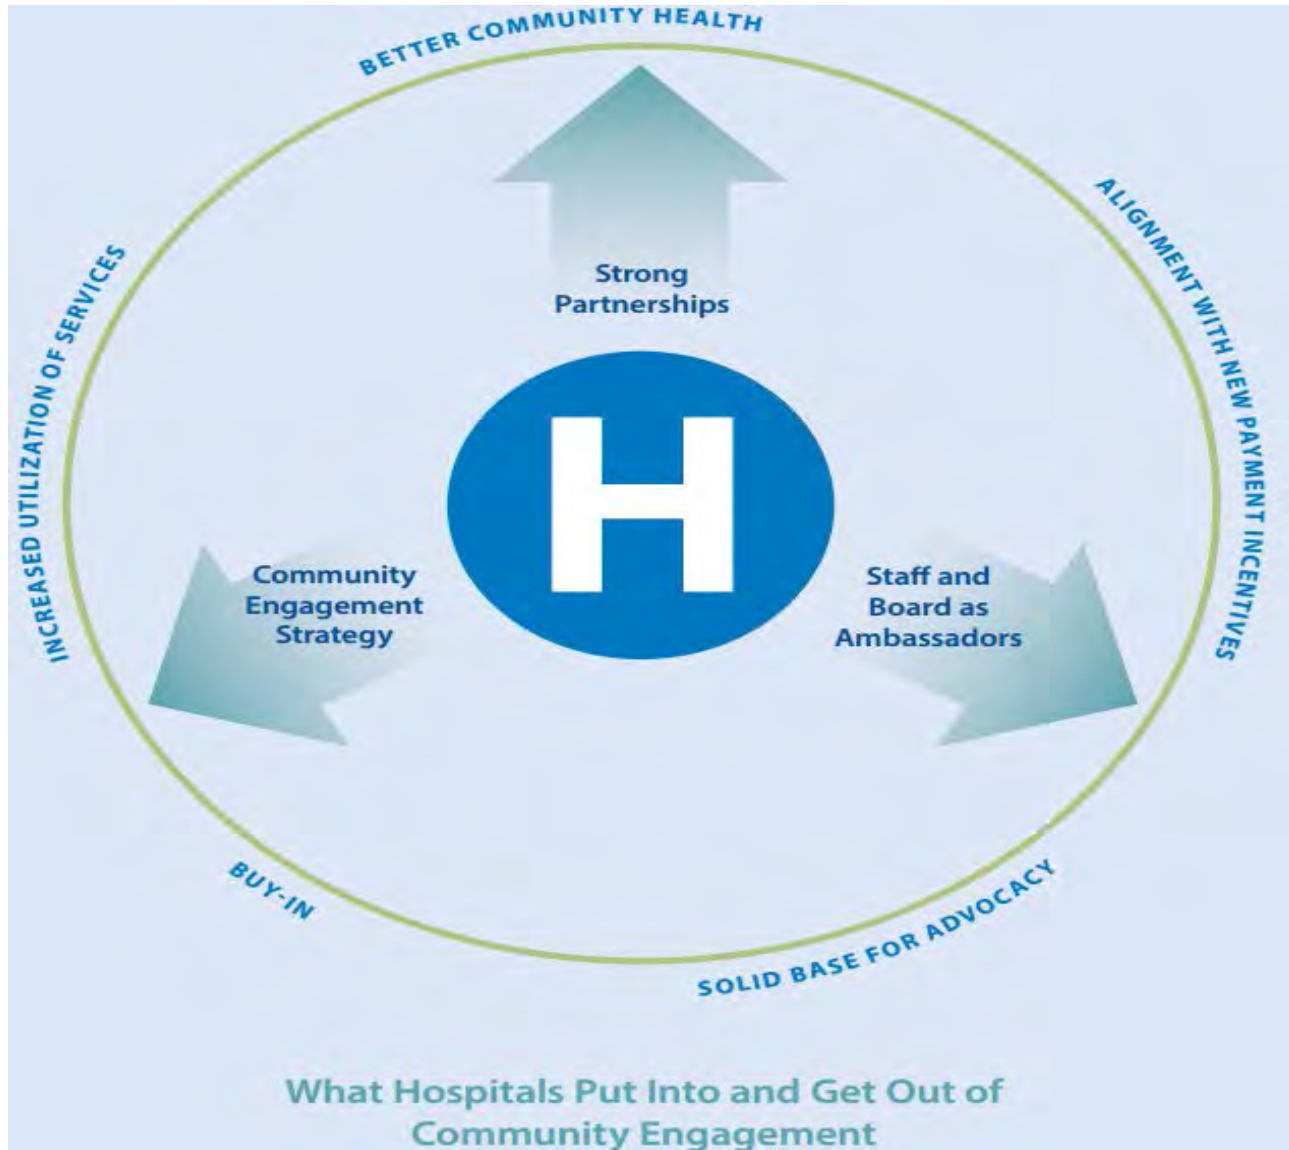 BETTER COMMUNITY HEALTH
ALIGNMENT WITH NEW PAYMENT INCENTIVES
INCREASED UTILIZATION OF SERVICES
Strong
Partnerships
H
Community
Engagement
Strategy
Staff and
Board as
Ambassadors
BUY-IN
SOLID BASE FOR ADVOCACY
What Hospitals Put Into and Get Out of
Community Engagement